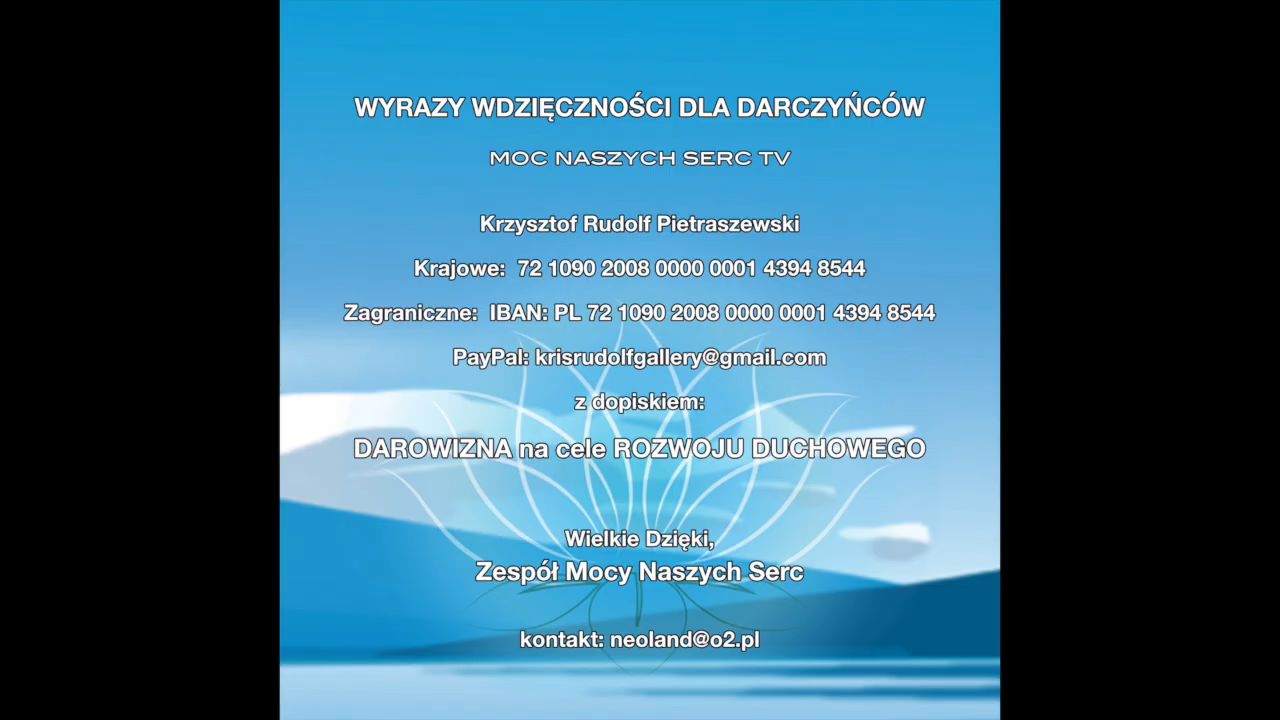 WYRAZY WDZIĘCZNOŚCI DLA DARCZYŃCÓW
MOC NASZYCH SERC TV
Krzysztof Rudolf Pietraszewski
Krajowe: 72 1090 2008 0000 0001 4394 8544
Zagraniczne: IBAN: PL 72 1090 2008 0000 0001 4394 8544
PayPal: krisrudolfgallery@gmail.com
z dopiskiem:
DAROWIZNA na cele ROZWOJU DUCHOWEGO
Wielkie Dzięki,
Zespół Mocy Naszych Serc
kontakt: neoland@o2.pl